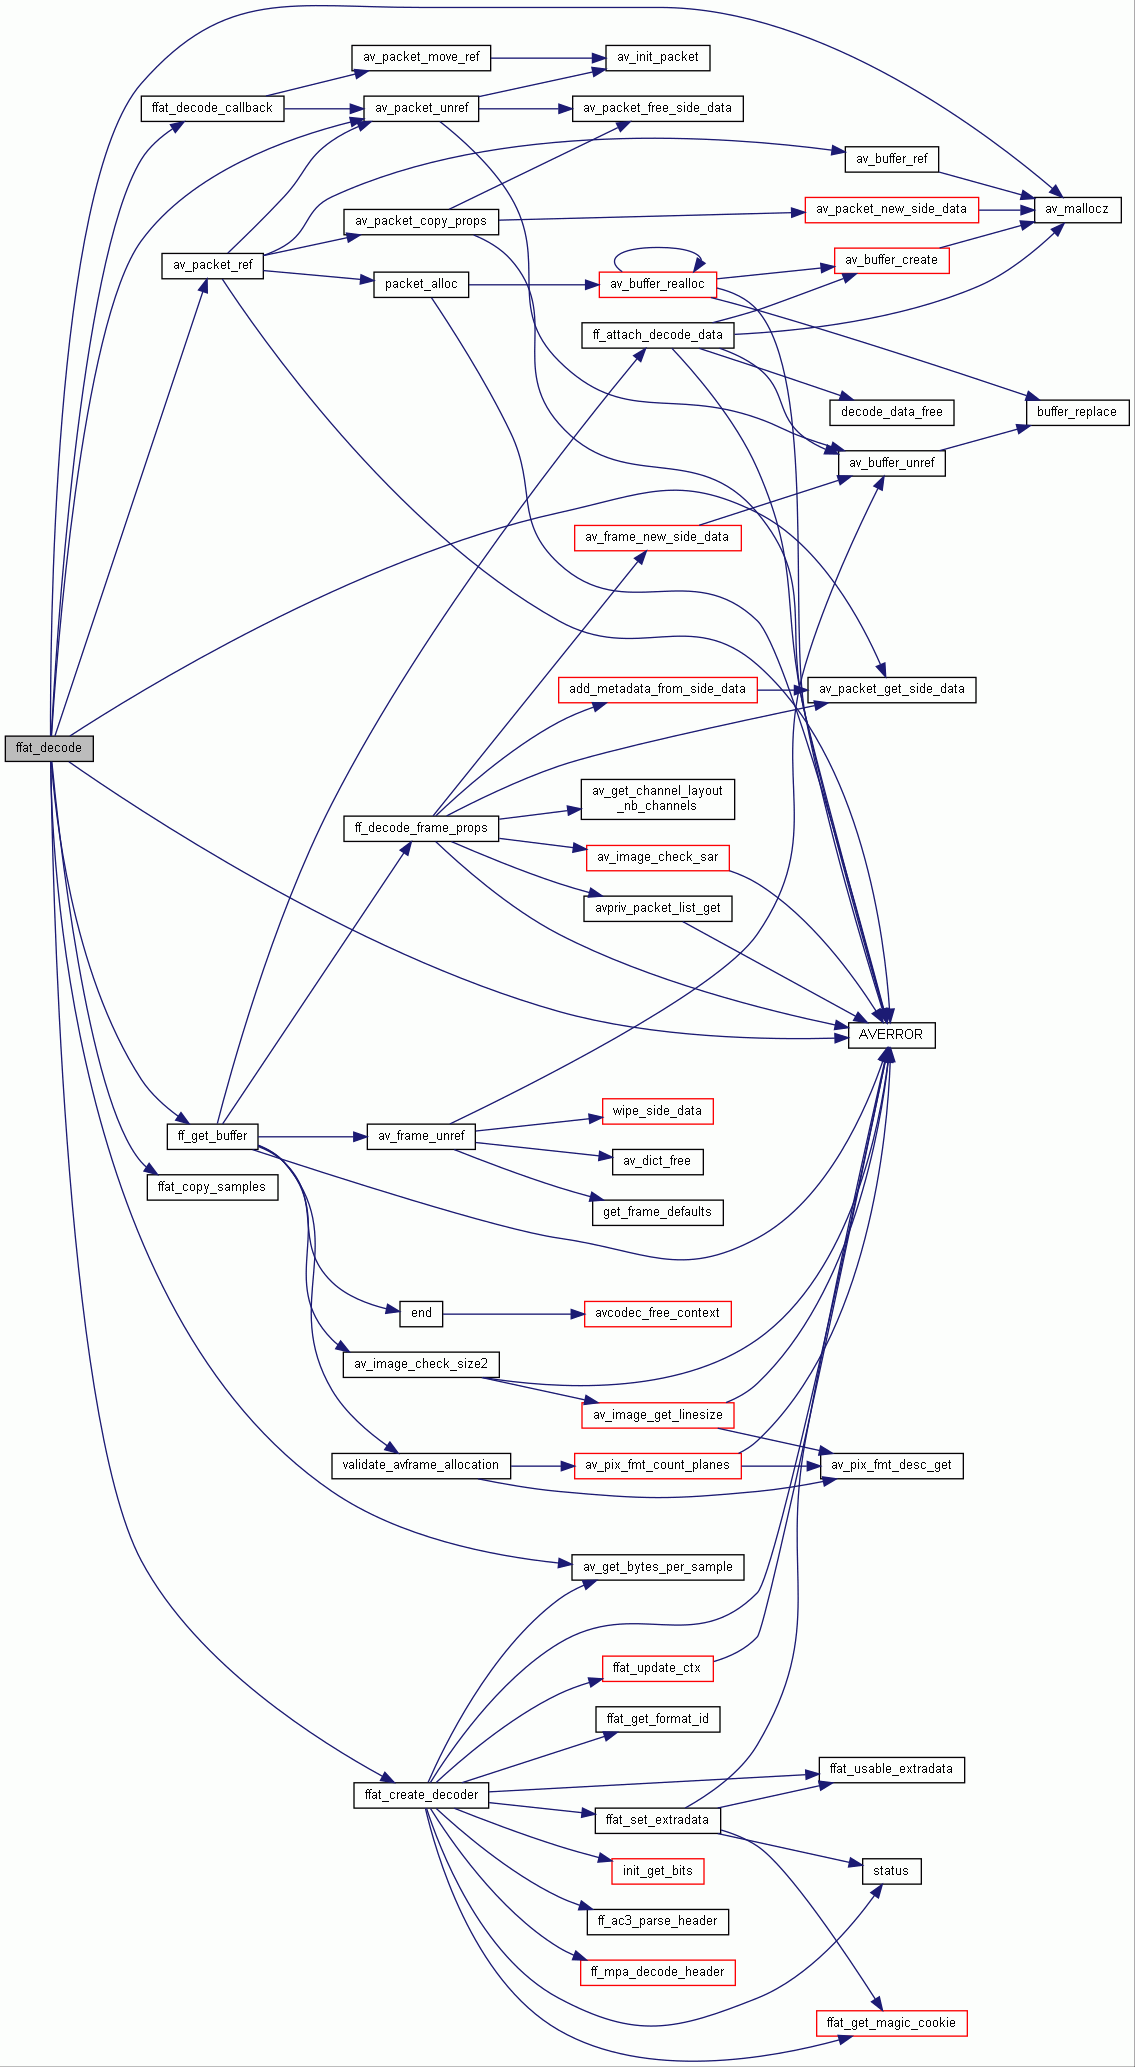 av_packet_move_ref
av_init_packet
ffat_decode_callback
av_packet_unref
av_packet_free_side_data
av_buffer_ref
av_packet_copy_props
av_packet_new_side_data
av_mallocz
av_packet_ref
av_buffer_create
packet_alloc
av_buffer_realloc
ff_attach_decode_data
decode_data_free
buffer_replace
av_buffer_unref
av_frame_new_side_data
add_metadata_from_side_data
av_packet_get_side_data
ffat_decode
av_get_channel_layout
_nb_channels
ff_decode_frame_props
av_image_check_sar
avpriv_packet_list_get
AVERROR
wipe_side_data
ff_get_buffer
av_frame_unref
av_dict_free
ffat_copy_samples
get_frame_defaults
end
avcodec_free_context
av_image_check_size2
av_image_get_linesize
validate_avframe_allocation
av_pix_fmt_count_planes
av_pix_fmt_desc_get
av_get_bytes_per_sample
ffat_update_ctx
ffat_get_format_id
ffat_usable_extradata
ffat_create_decoder
ffat_set_extradata
init_get_bits
status
ff_ac3_parse_header
ff_mpa_decode_header
ffat_get_magic_cookie